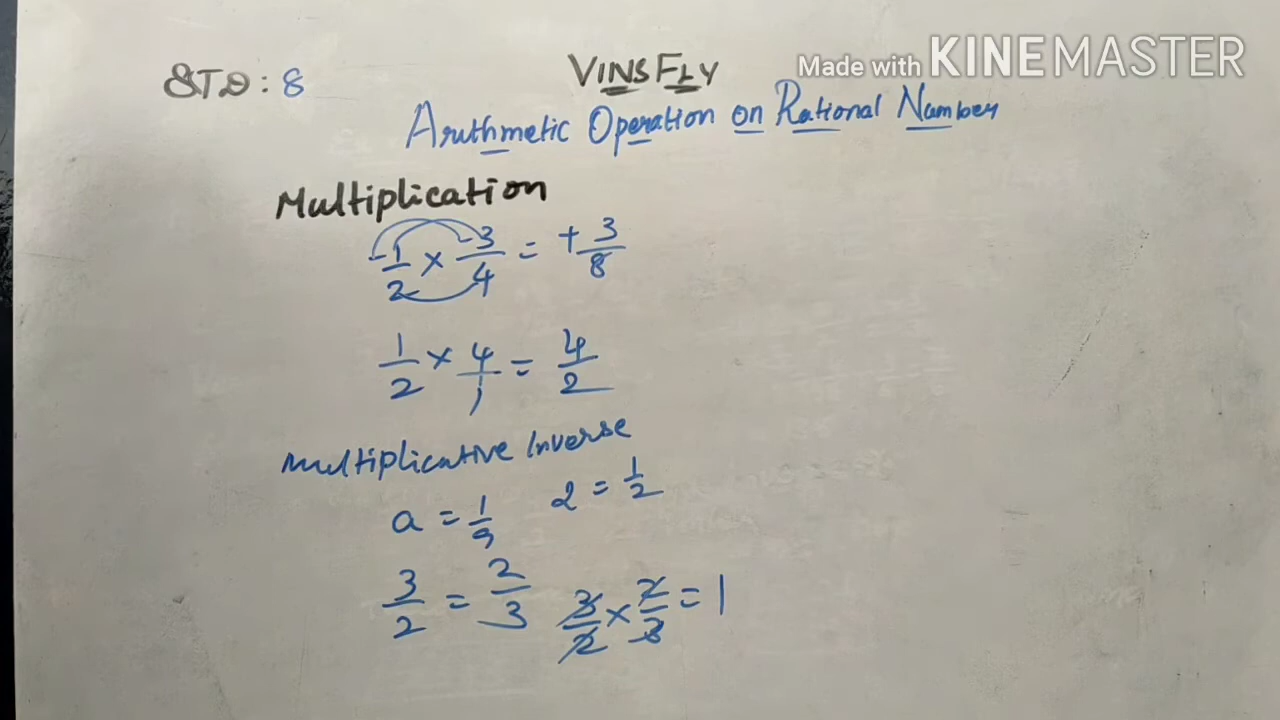 STD : 8
VINSFLY
Made with KINEMASTER
Arithmetic Operation on Rational Number
Multiplication
-1/2 × -3/4 = +3/8
1/2 × 4/1 = 4/2
Multiplicative Inverse
a = 1/a 2 = 1/2
3/2 = 2/3 3/2 × 2/3 = 1